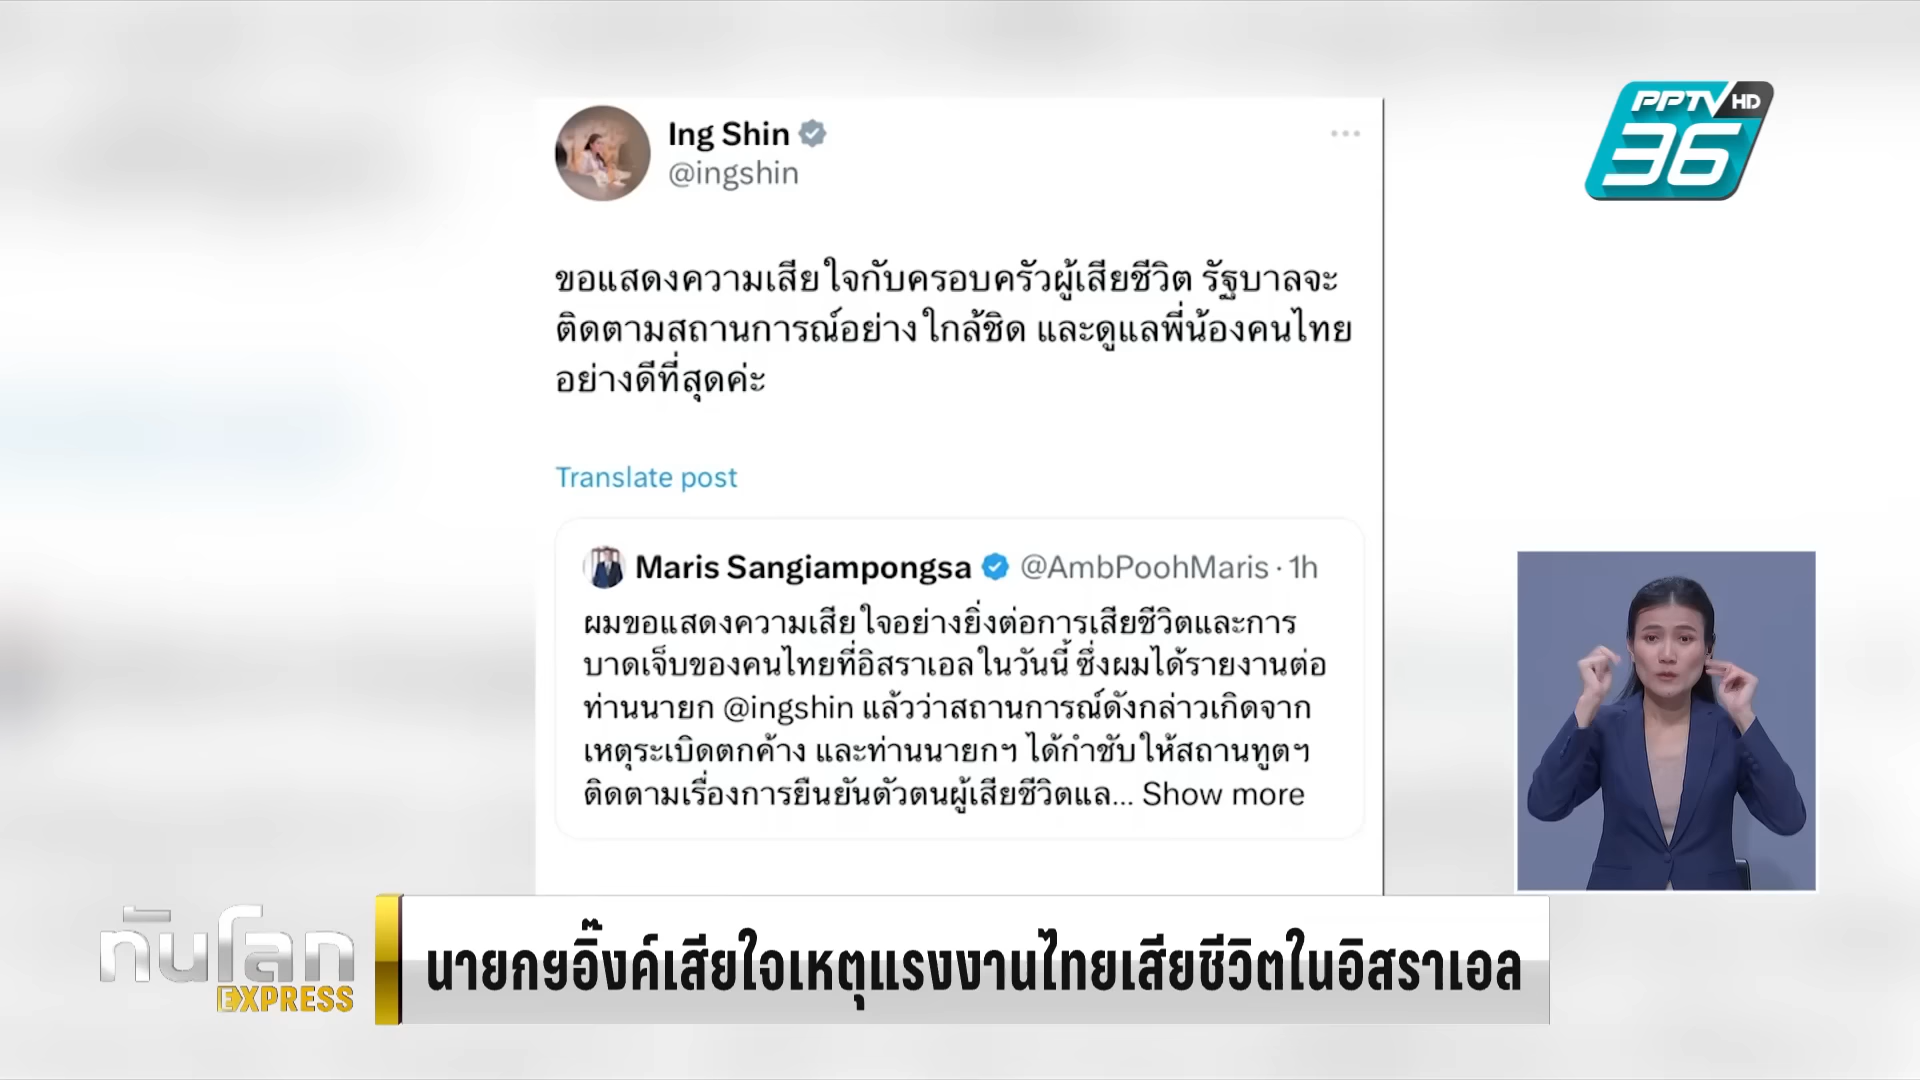 PPTV HD
36
Ing Shin
@ingshin
ขอแสดงความเสียใจกับครอบครัวผู้เสียชีวิต รัฐบาลจะ
ติดตามสถานการณ์อย่างใกล้ชิด และดูแลพี่น้องคนไทย
อย่างดีที่สุดค่ะ
Translate post
Maris Sangiampongsa @AmbPoohMaris · 1h
ผมขอแสดงความเสียใจอย่างยิ่งต่อการเสียชีวิตและการ
บาดเจ็บของคนไทยที่อิสราเอลในวันนี้ ซึ่งผมได้รายงานต่อ
ท่านนายก @ingshin แล้วว่าสถานการณ์ดังกล่าวเกิดจาก
เหตุระเบิดตกค้าง และท่านนายกฯ ได้กำชับให้สถานทูตฯ
ติดตามเรื่องการยืนยันตัวตนผู้เสียชีวิตแล... Show more
ทันโลก
EXPRESS
นายกฯอิ๊งค์เสียใจเหตุแรงงานไทยเสียชีวิตในอิสราเอล